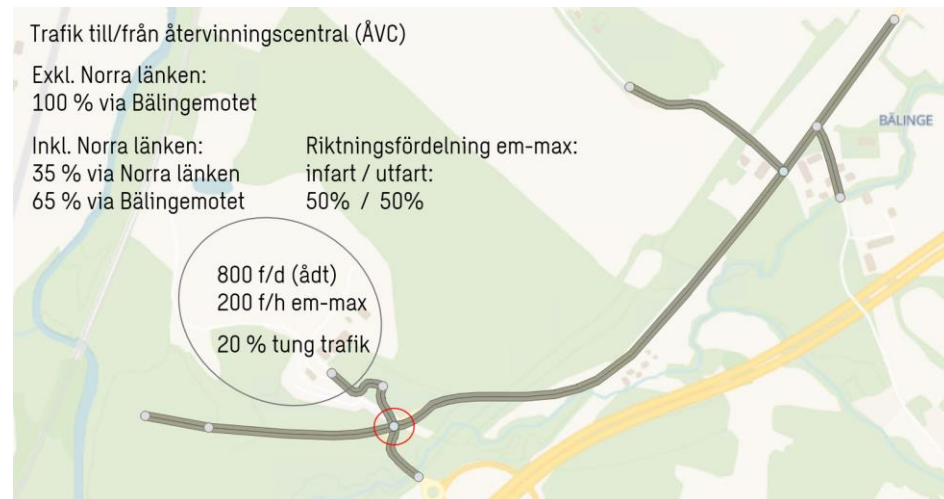 Trafik till/från återvinningscentral (ÅVC)
Exkl. Norra länken:
100 % via Bälingemotet
Inkl. Norra länken:
35 % via Norra länken
65 % via Bälingemotet
Riktningsfördelning em-max:
infart / utfart:
50% / 50%
BÄLINGE
800 f/d (ådt)
200 f/h em-max
20 % tung trafik